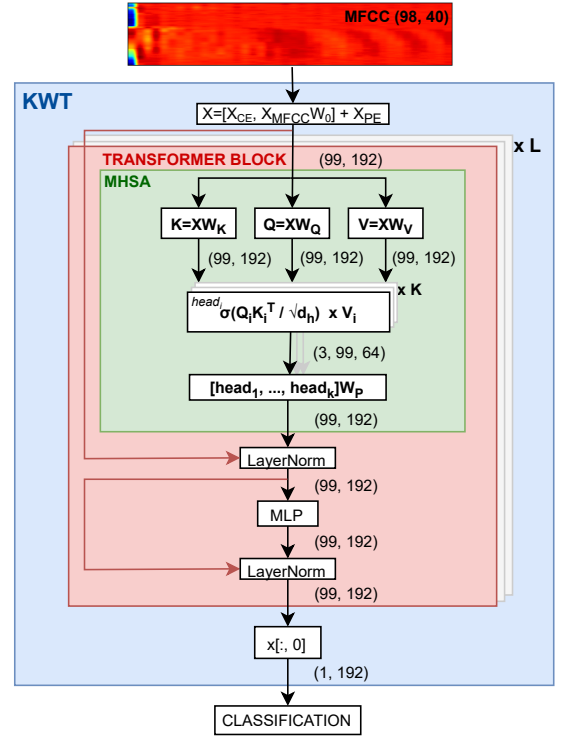 MFCC (98, 40)
KWT
X=[X_CE, X_MFCC W_0] + X_PE
x L
TRANSFORMER BLOCK
(99, 192)
MHSA
K=XW_K
Q=XW_Q
V=XW_V
(99, 192)
(99, 192)
(99, 192)
x K
head_i σ(Q_i K_i^T / √d_h) x V_i
(3, 99, 64)
[head_1, ..., head_k]W_P
(99, 192)
LayerNorm
(99, 192)
MLP
(99, 192)
LayerNorm
(99, 192)
x[:, 0]
(1, 192)
CLASSIFICATION